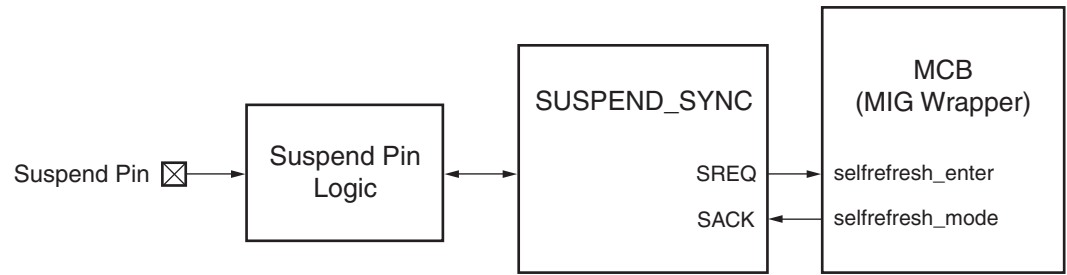 Suspend Pin
Suspend Pin
Logic
SUSPEND_SYNC
SREQ
SACK
MCB
(MIG Wrapper)
selfrefresh_enter
selfrefresh_mode